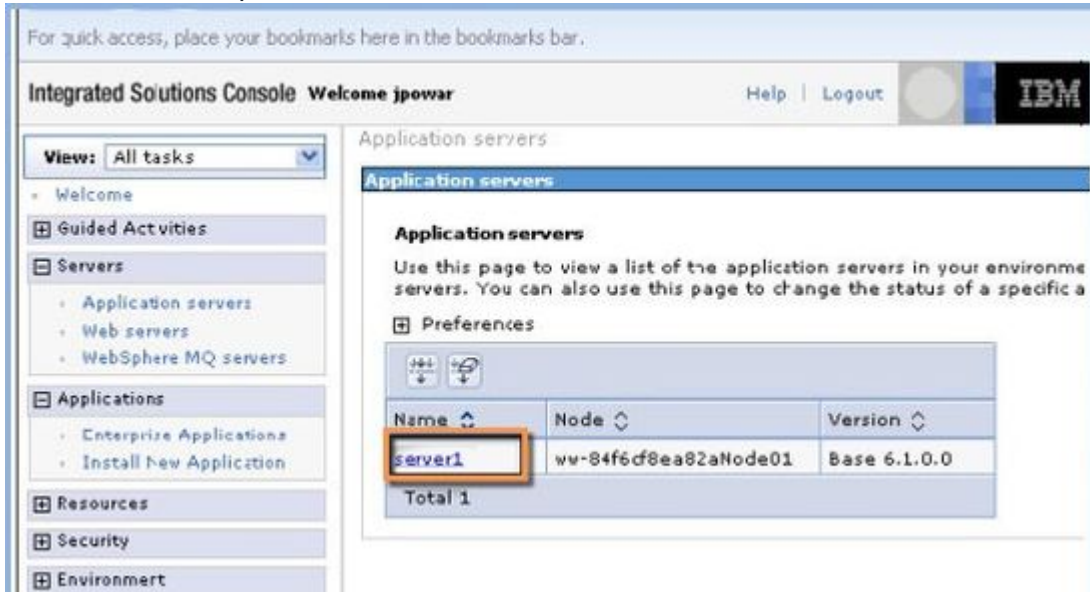 For quick access, place your bookmarks here in the bookmarks bar.
Integrated Solutions Console Welcome jpowar
Help | Logout
IBM
View: All tasks
Welcome
Guided Activities
Servers
Application servers
Web servers
WebSphere MQ servers
Applications
Enterprise Applications
Install New Application
Resources
Security
Environment
Application servers
Application servers
Application servers
Use this page to view a list of the application servers in your environme
servers. You can also use this page to change the status of a specific a
Preferences
Name Node Version
server1 ww-84f6cf8ea82aNode01 Base 6.1.0.0
Total 1